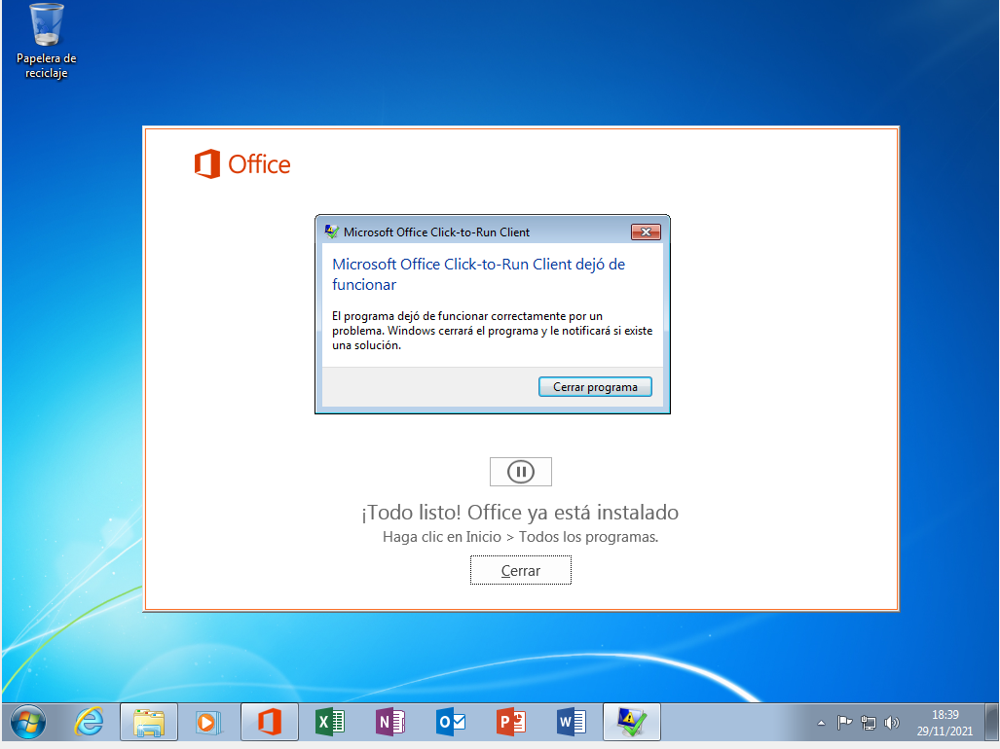 Papelera de
reciclaje
Office
Microsoft Office Click-to-Run Client
Microsoft Office Click-to-Run Client dejó de
funcionar
El programa dejó de funcionar correctamente por un
problema. Windows cerrará el programa y le notificará si existe
una solución.
Cerrar programa
¡Todo listo! Office ya está instalado
Haga clic en Inicio > Todos los programas.
Cerrar
18:39
29/11/2021